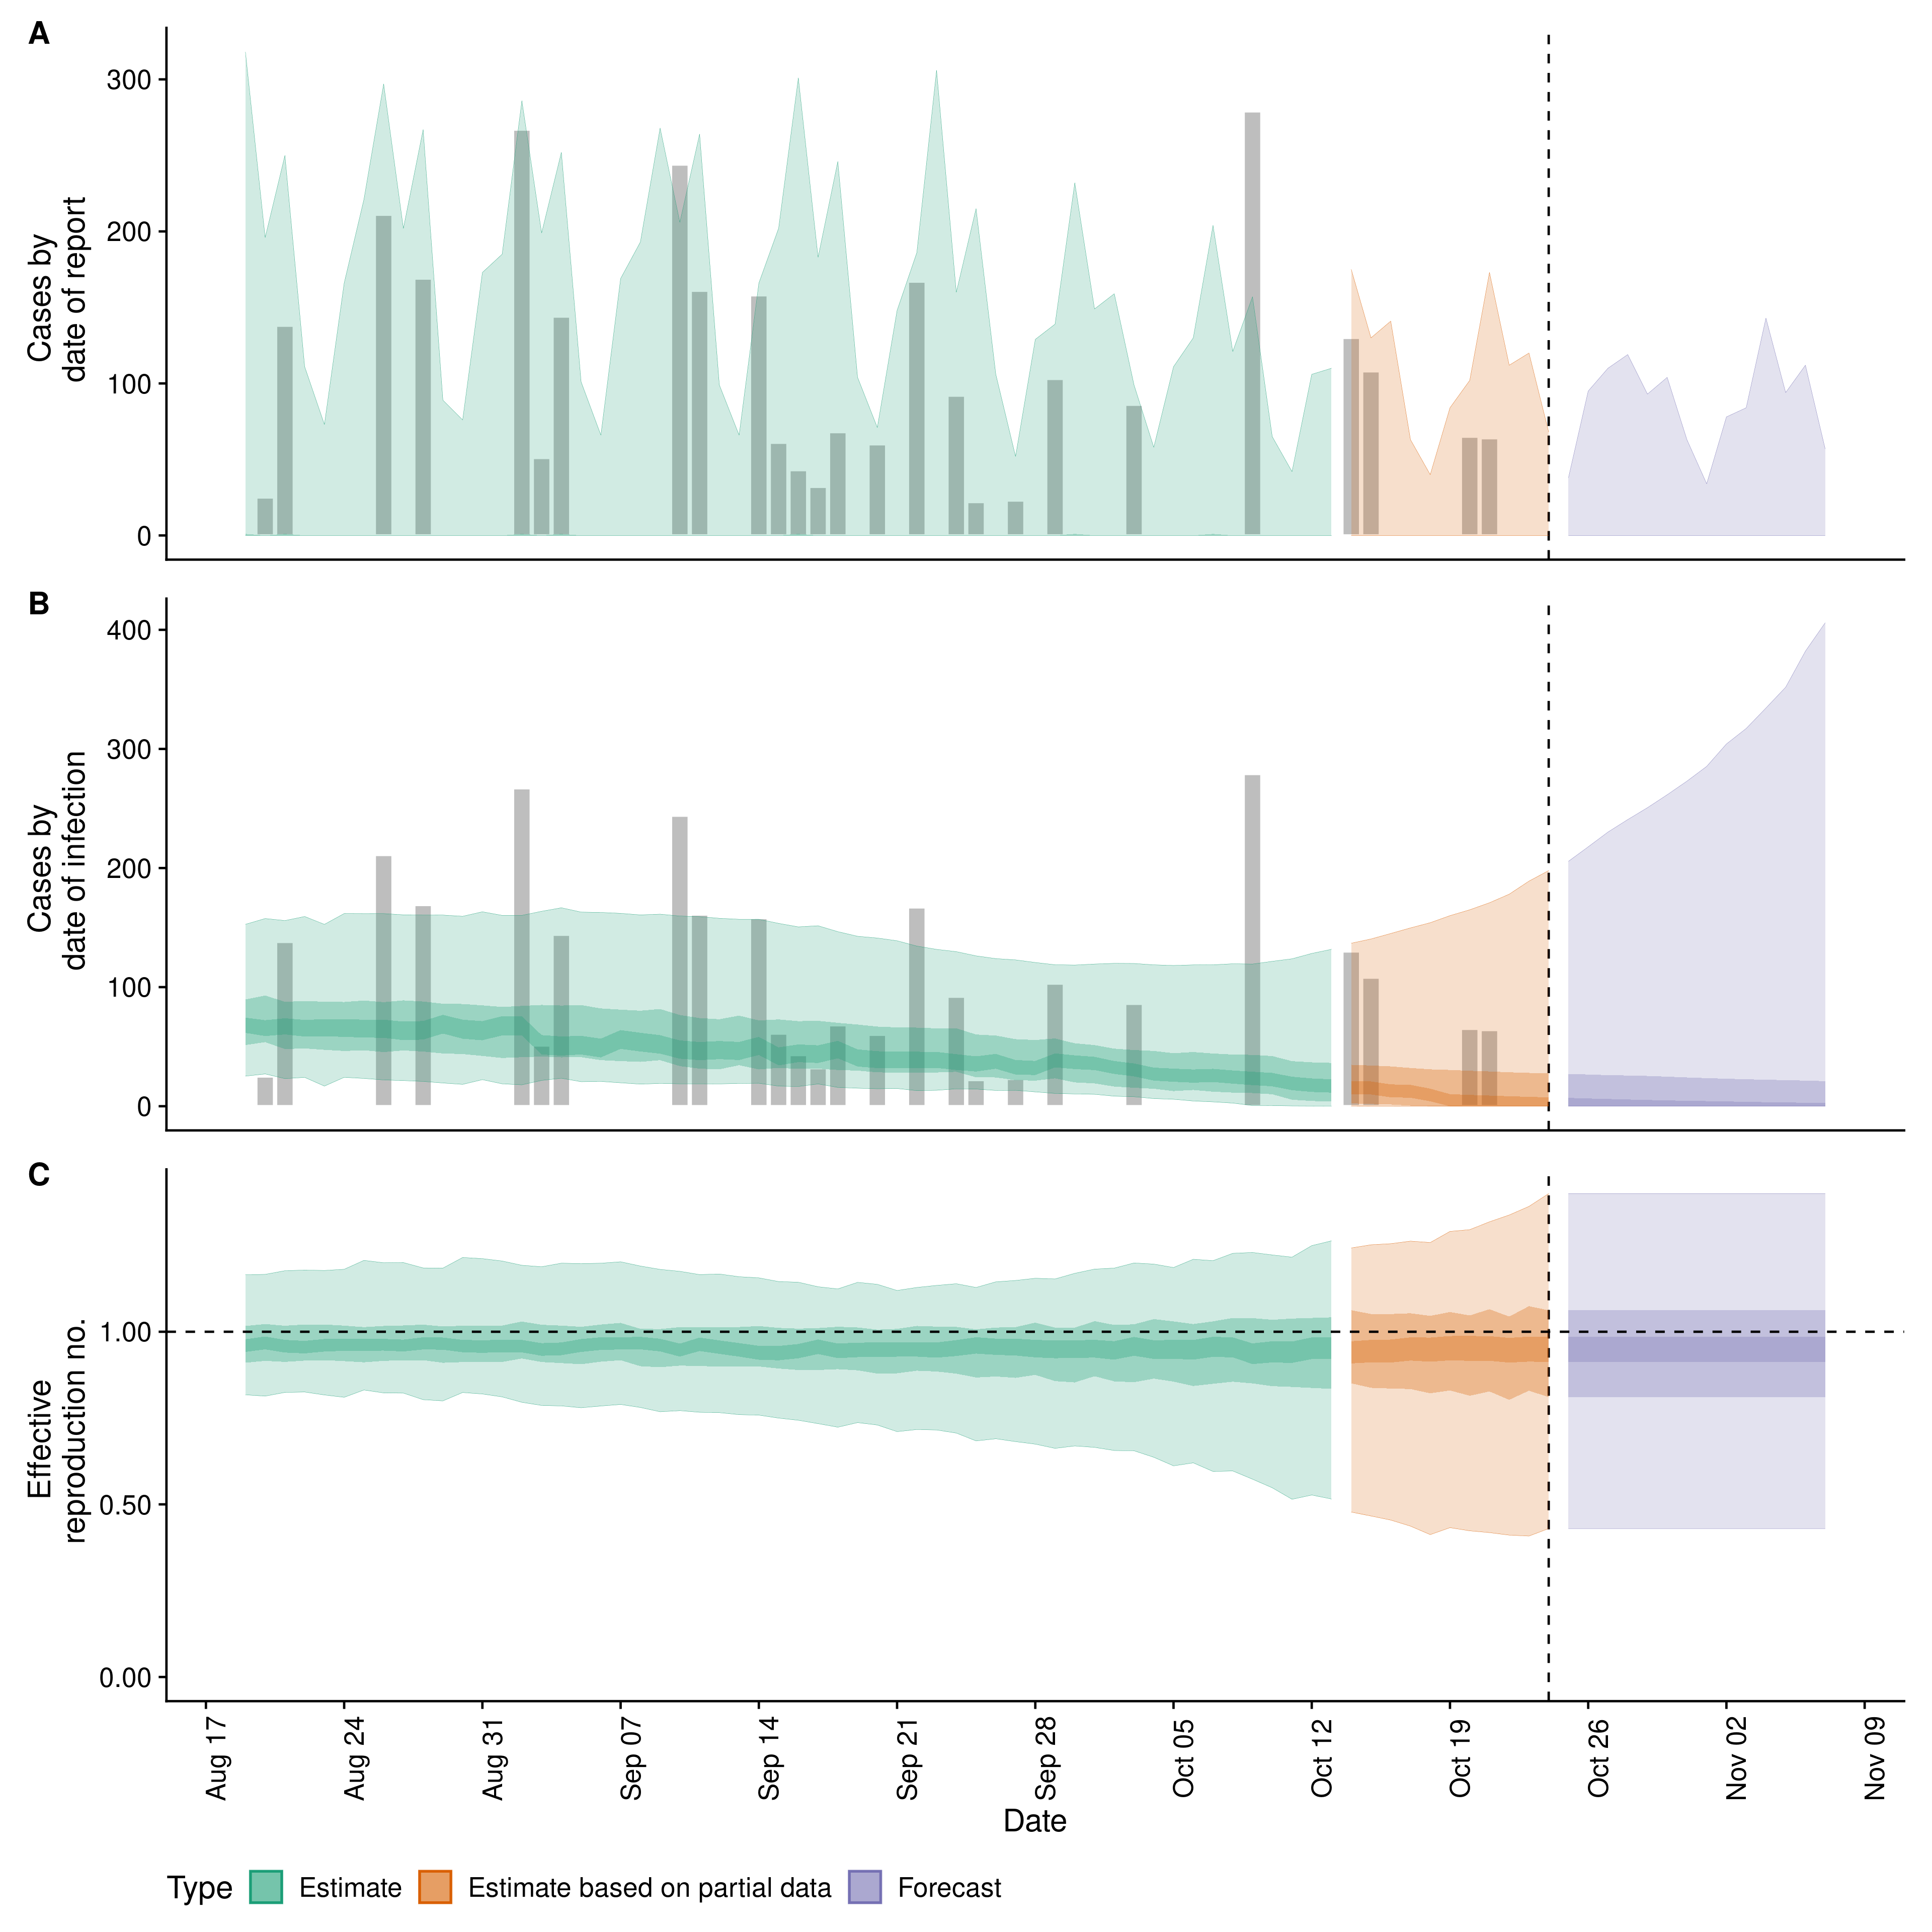 A
300
200
100
0
Cases by
date of report
B
400
300
200
100
0
Cases by
date of infection
C
1.00
0.50
0.00
Effective
reproduction no.
Aug 17
Aug 24
Aug 31
Sep 07
Sep 14
Sep 21
Sep 28
Oct 05
Oct 12
Oct 19
Oct 26
Nov 02
Nov 09
Date
Type Estimate Estimate based on partial data Forecast